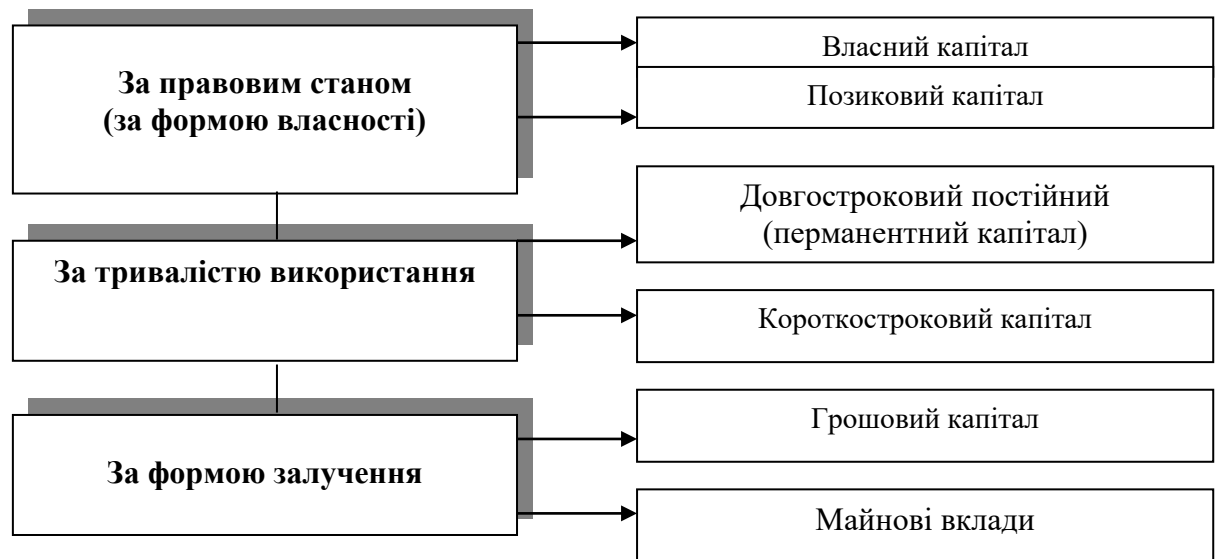 За правовим станом
(за формою власності)
Власний капітал
Позиковий капітал
За тривалістю використання
Довгостроковий постійний
(перманентний капітал)
Короткостроковий капітал
За формою залучення
Грошовий капітал
Майнові вклади